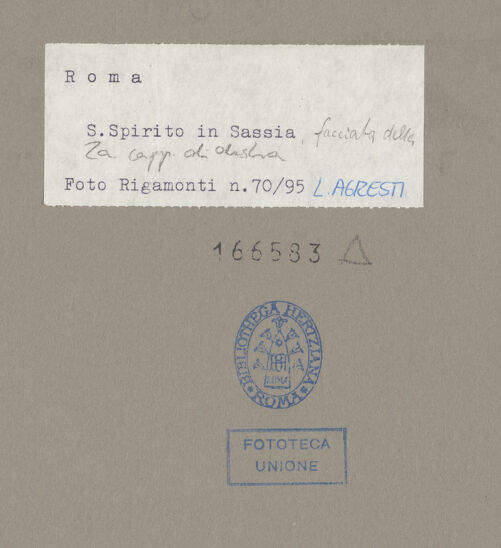 Roma
S.Spirito in Sassia, facciata della
2a capp. di destra
Foto Rigamonti n.70/95 L. AGRESTI
166583
BIBLIOTHECA HERTZIANA
ROMA
FOTOTECA
UNIONE